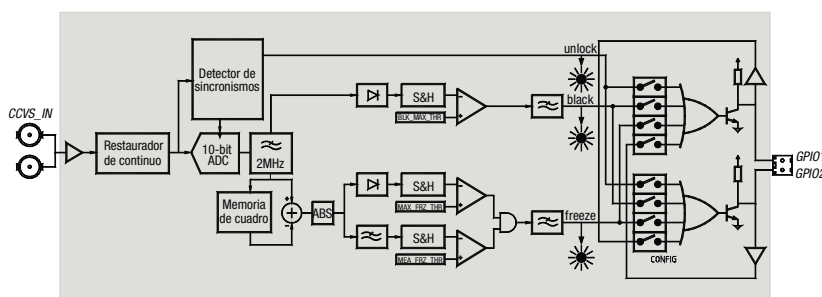 unlock
Detector de
sincronismos
CCVS_IN
S&H
BLK_MAX_THR
black
Restaurador
de continuo
10-bit
ADC
2MHz
GPIO1
GPIO2
Memoria
de cuadro
ABS
S&H
MAX_FRZ_THR
freeze
S&H
MEA_FRZ_THR
CONFIG